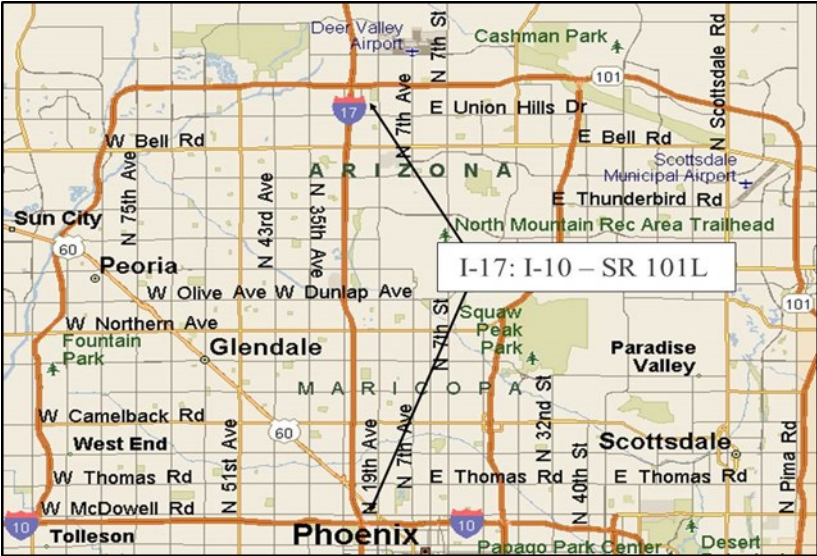 Deer Valley
Airport
N 7th St
Cashman Park
N Scottsdale Rd
101
17
N 7th Ave
E Union Hills Dr
W Bell Rd
E Bell Rd
ARIZONA
Scottsdale
Municipal Airport
N 75th Ave
N 43rd Ave
N 35th Ave
E Thunderbird Rd
Sun City
North Mountain Rec Area Trailhead
60
Peoria
I-17: I-10 – SR 101L
W Olive Ave
W Dunlap Ave
101
N 7th St
Squaw
Peak
Park
W Northern Ave
Fountain
Park
Glendale
Paradise
Valley
MARICOPA
W Camelback Rd
60
N 51st Ave
N 19th Ave
N 7th Ave
N 32nd St
West End
Scottsdale
N Pima Rd
W Thomas Rd
E Thomas Rd
N 40th St
E Thomas Rd
W McDowell Rd
10
Tolleson
Phoenix
10
Papago Park Center
Desert